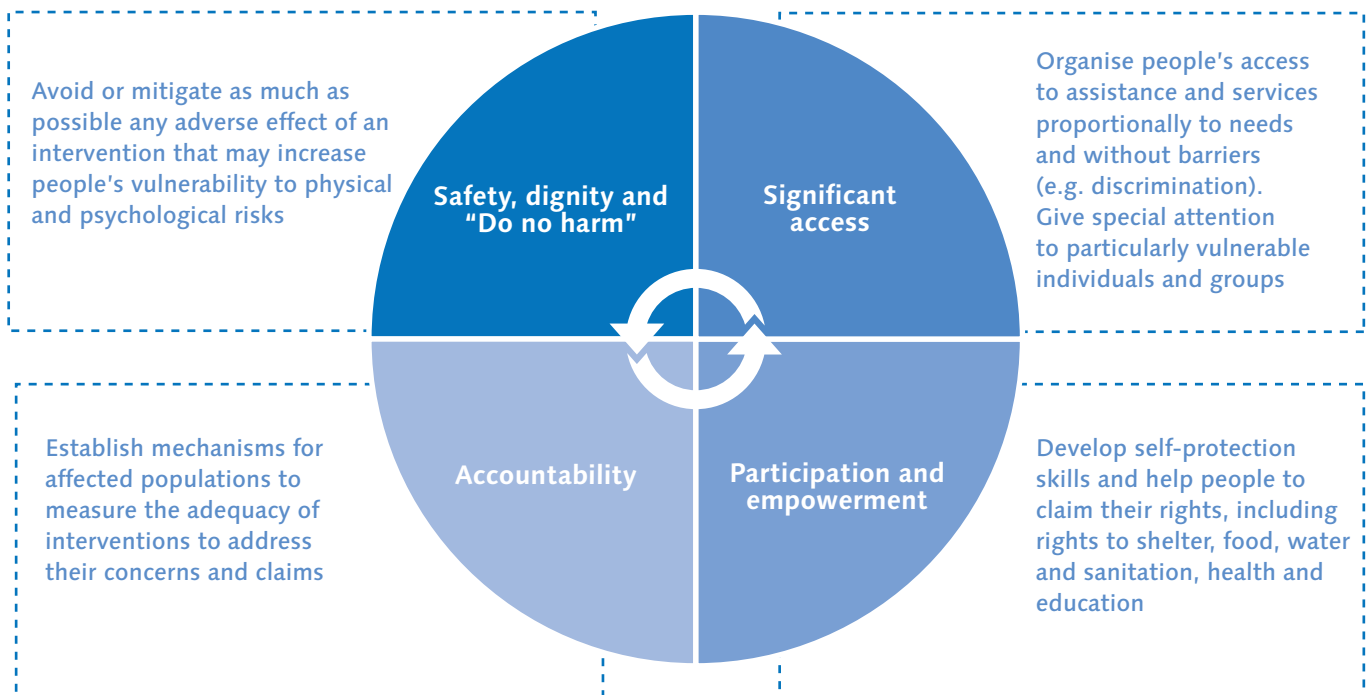 Avoid or mitigate as much as
possible any adverse effect of an
intervention that may increase
people's vulnerability to physical
and psychological risks
Safety, dignity and
“Do no harm”
Significant
access
Organise people's access
to assistance and services
proportionally to needs
and without barriers
(e.g. discrimination).
Give special attention
to particularly vulnerable
individuals and groups
Establish mechanisms for
affected populations to
measure the adequacy of
interventions to address
their concerns and claims
Accountability
Participation and
empowerment
Develop self-protection
skills and help people to
claim their rights, including
rights to shelter, food, water
and sanitation, health and
education